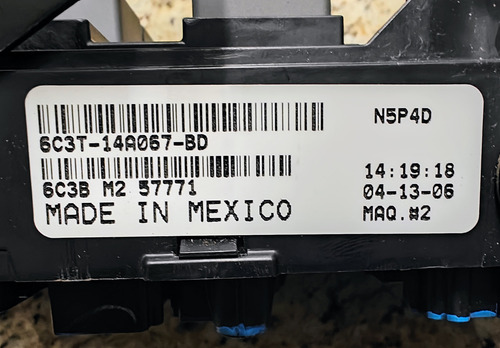 N5P4D
6C3T-14A067-BD
6C3B M2 57771
14:19:18
04-13-06
MADE IN MEXICO
MAQ.#2